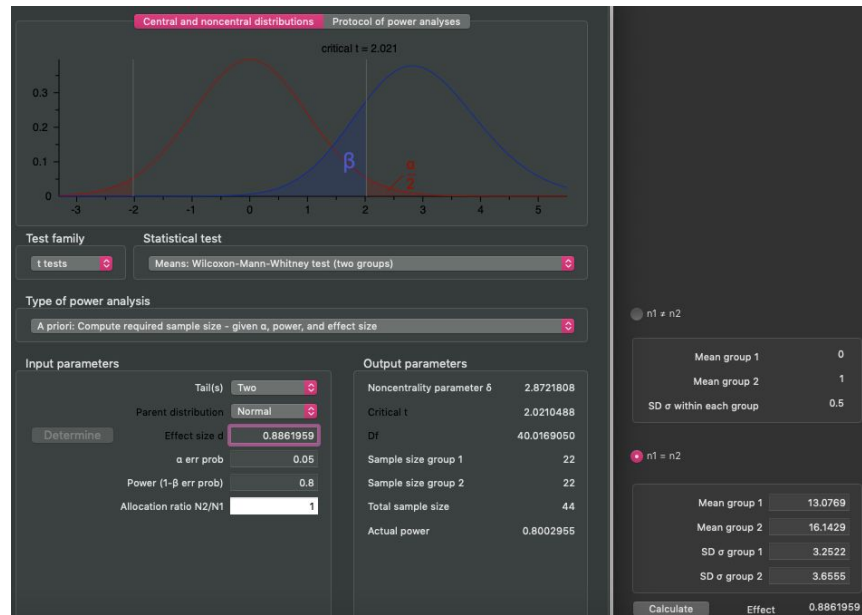 Central and noncentral distributions Protocol of power analyses
critical t = 2.021
0.3
0.2
0.1
0
β
α
2
-3 -2 -1 0 1 2 3 4 5
Test family Statistical test
t tests Means: Wilcoxon-Mann-Whitney test (two groups)
Type of power analysis
A priori: Compute required sample size - given α, power, and effect size
Input parameters
Tail(s) Two
Parent distribution Normal
Determine Effect size d 0.8861959
α err prob 0.05
Power (1-β err prob) 0.8
Allocation ratio N2/N1 1
Output parameters
Noncentrality parameter δ 2.8721808
Critical t 2.0210488
Df 40.0169050
Sample size group 1 22
Sample size group 2 22
Total sample size 44
Actual power 0.8002955
n1 ≠ n2
Mean group 1 0
Mean group 2 1
SD σ within each group 0.5
n1 = n2
Mean group 1 13.0769
Mean group 2 16.1429
SD σ group 1 3.2522
SD σ group 2 3.6555
Calculate Effect 0.8861959